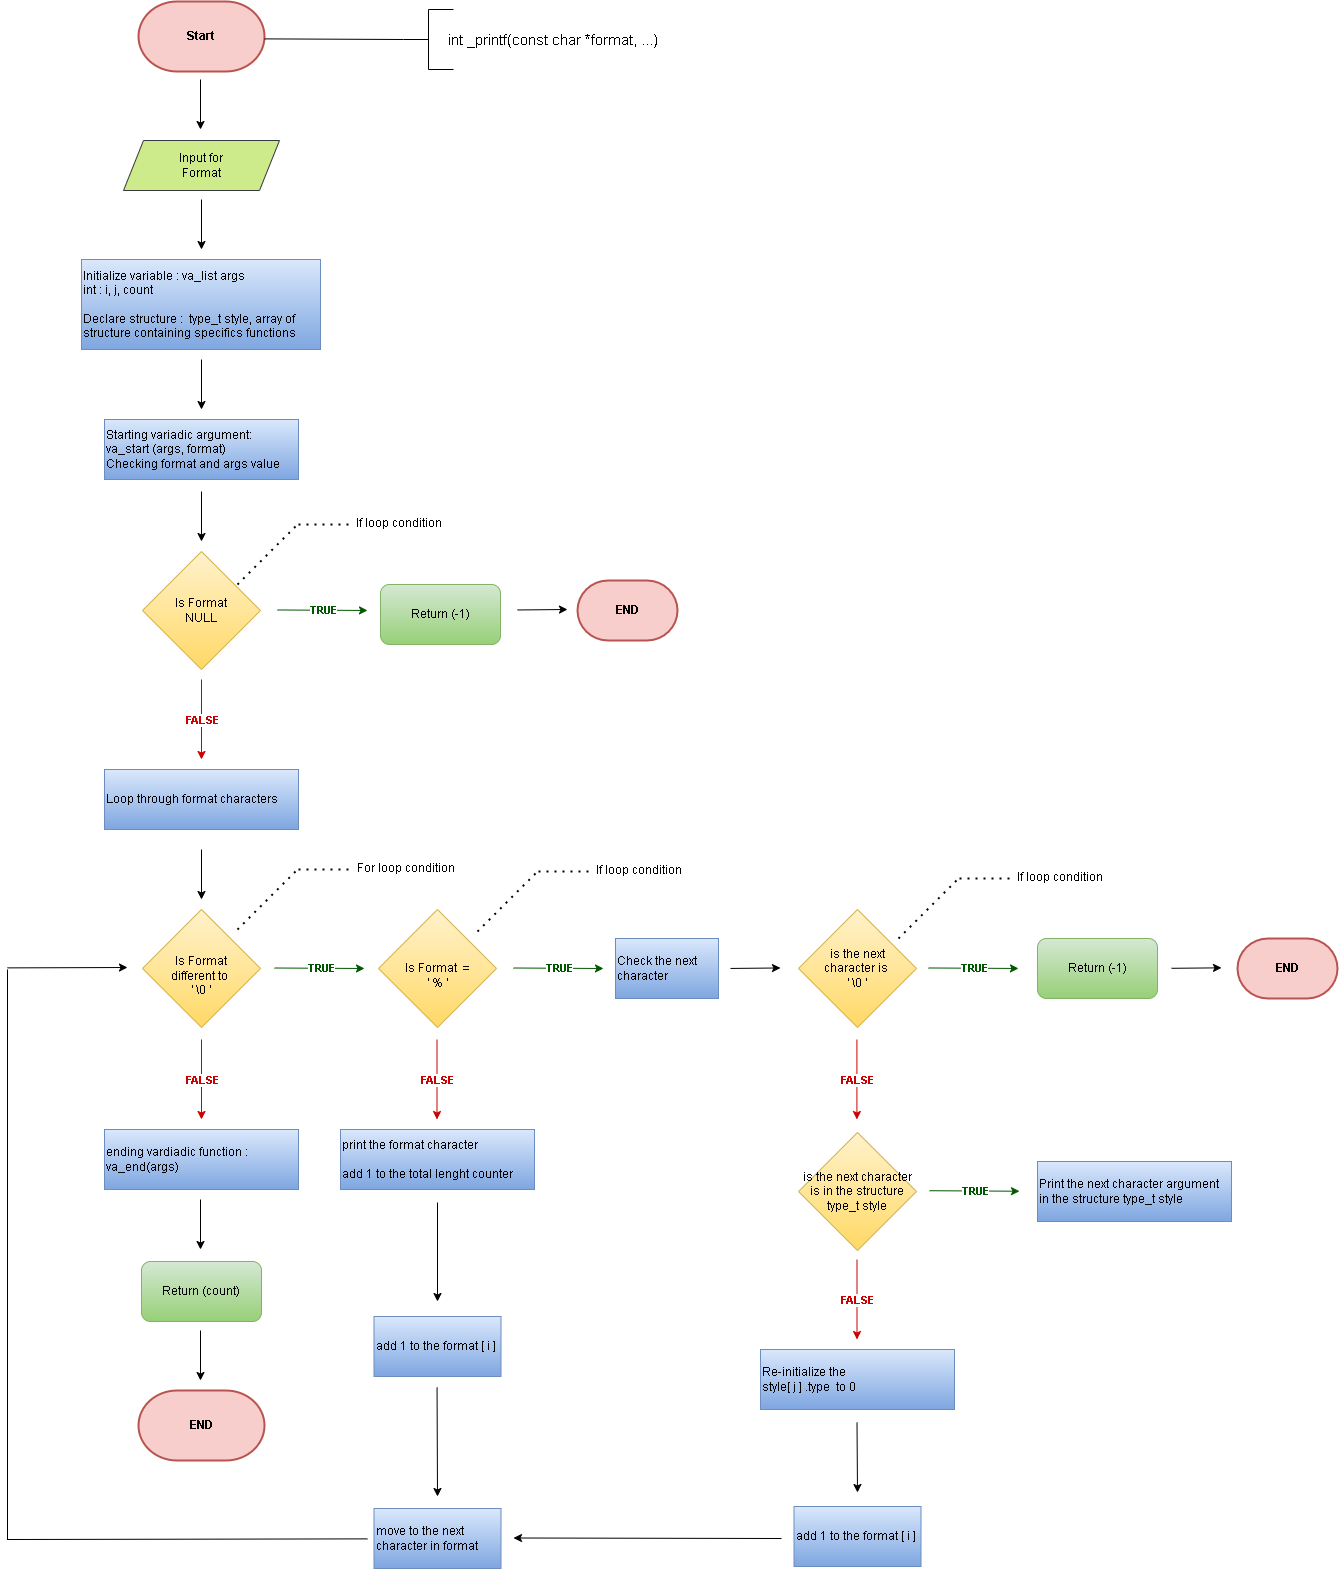 Start
int _printf(const char *format, ...)
Input for
Format
Initialize variable : va_list args
int : i, j, count
Declare structure :  type_t style, array of
structure containing specifics functions
Starting variadic argument:
va_start (args, format)
Checking format and args value
If loop condition
Is Format
NULL
TRUE
Return (-1)
END
FALSE
Loop through format characters
For loop condition
If loop condition
If loop condition
Is Format
different to
' \0 '
TRUE
Is Format  =
' % '
TRUE
Check the next
character
is the next
character is
' \0 '
TRUE
Return (-1)
END
FALSE
FALSE
FALSE
ending vardiadic function :
va_end(args)
print the format character
add 1 to the total lenght counter
is the next character
is in the structure
type_t style
TRUE
Print the next character argument
in the structure type_t style
Return (count)
FALSE
add 1 to the format [ i ]
Re-initialize the
style[ j ] .type  to 0
END
move to the next
character in format
add 1 to the format [ i ]